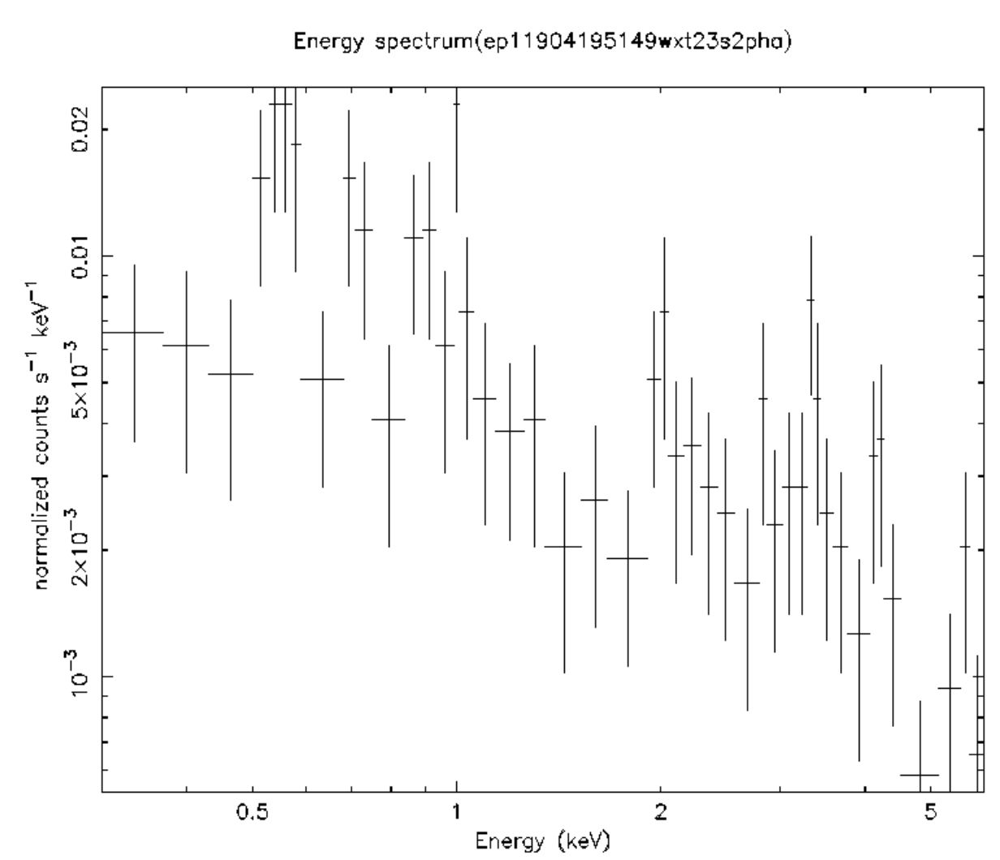 Energy spectrum(ep11904195149wxt23s2pha)
normalized counts s⁻¹ keV⁻¹
0.02
0.01
5×10⁻³
2×10⁻³
10⁻³
0.5 1 2 5
Energy (keV)